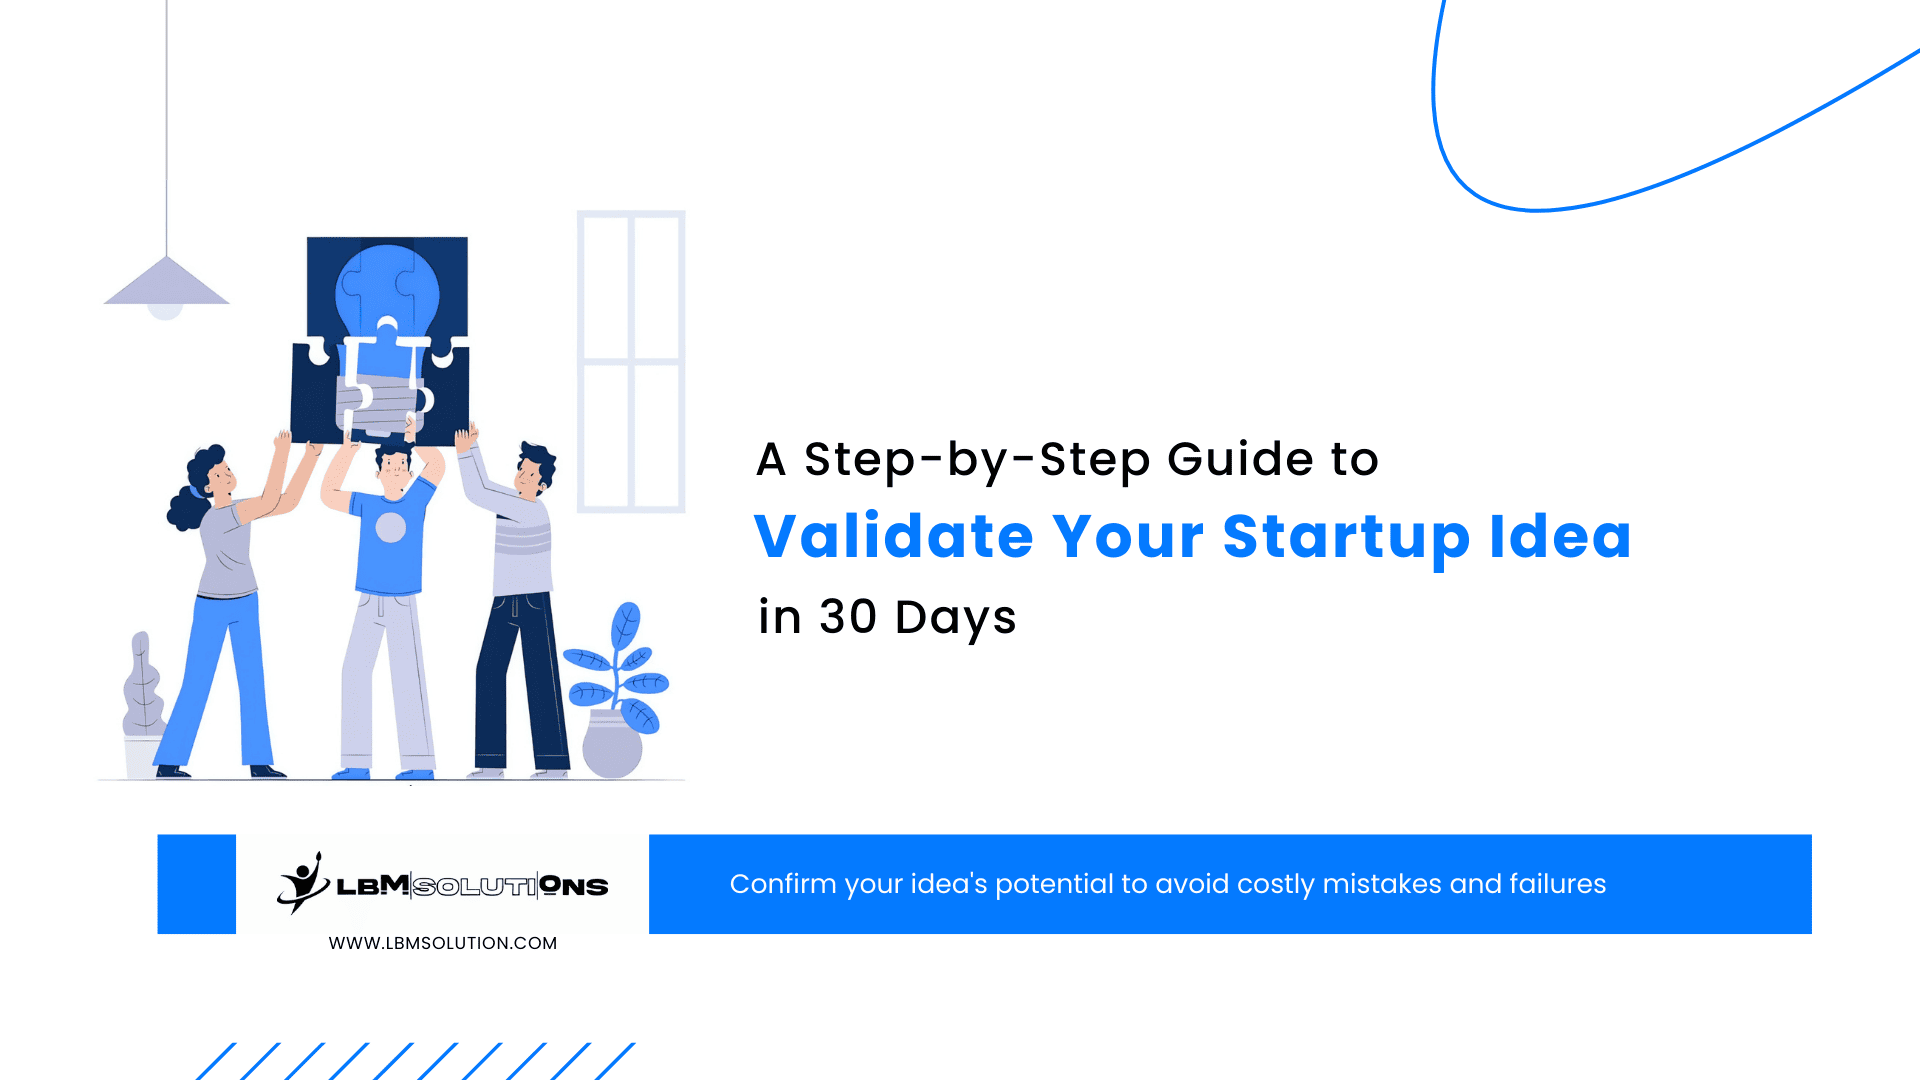 A Step-by-Step Guide to
Validate Your Startup Idea
in 30 Days
LBMSOLUTIONS
Confirm your idea's potential to avoid costly mistakes and failures
WWW.LBMSOLUTION.COM